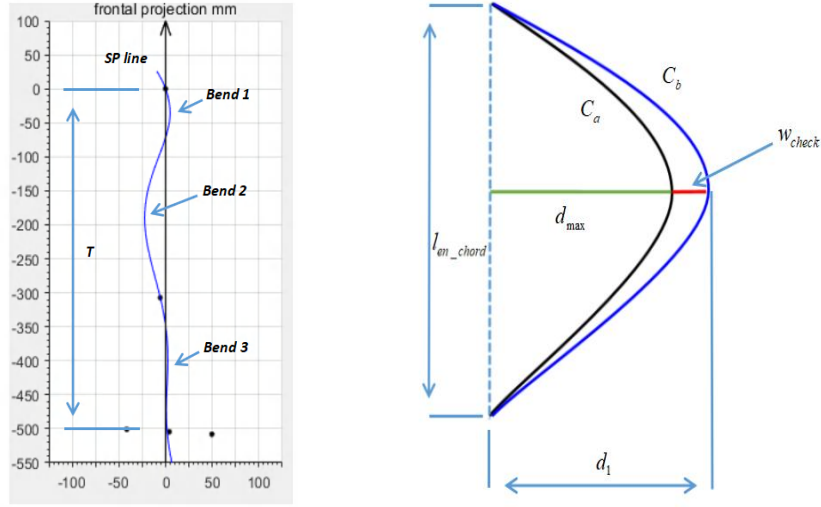 frontal projection mm
100
50
0
-50
-100
-150
-200
-250
-300
-350
-400
-450
-500
-550
-100
-50
0
50
100
SP line
Bend 1
Bend 2
T
Bend 3
C_a
C_b
w_check
d_max
l_en_chord
d_1